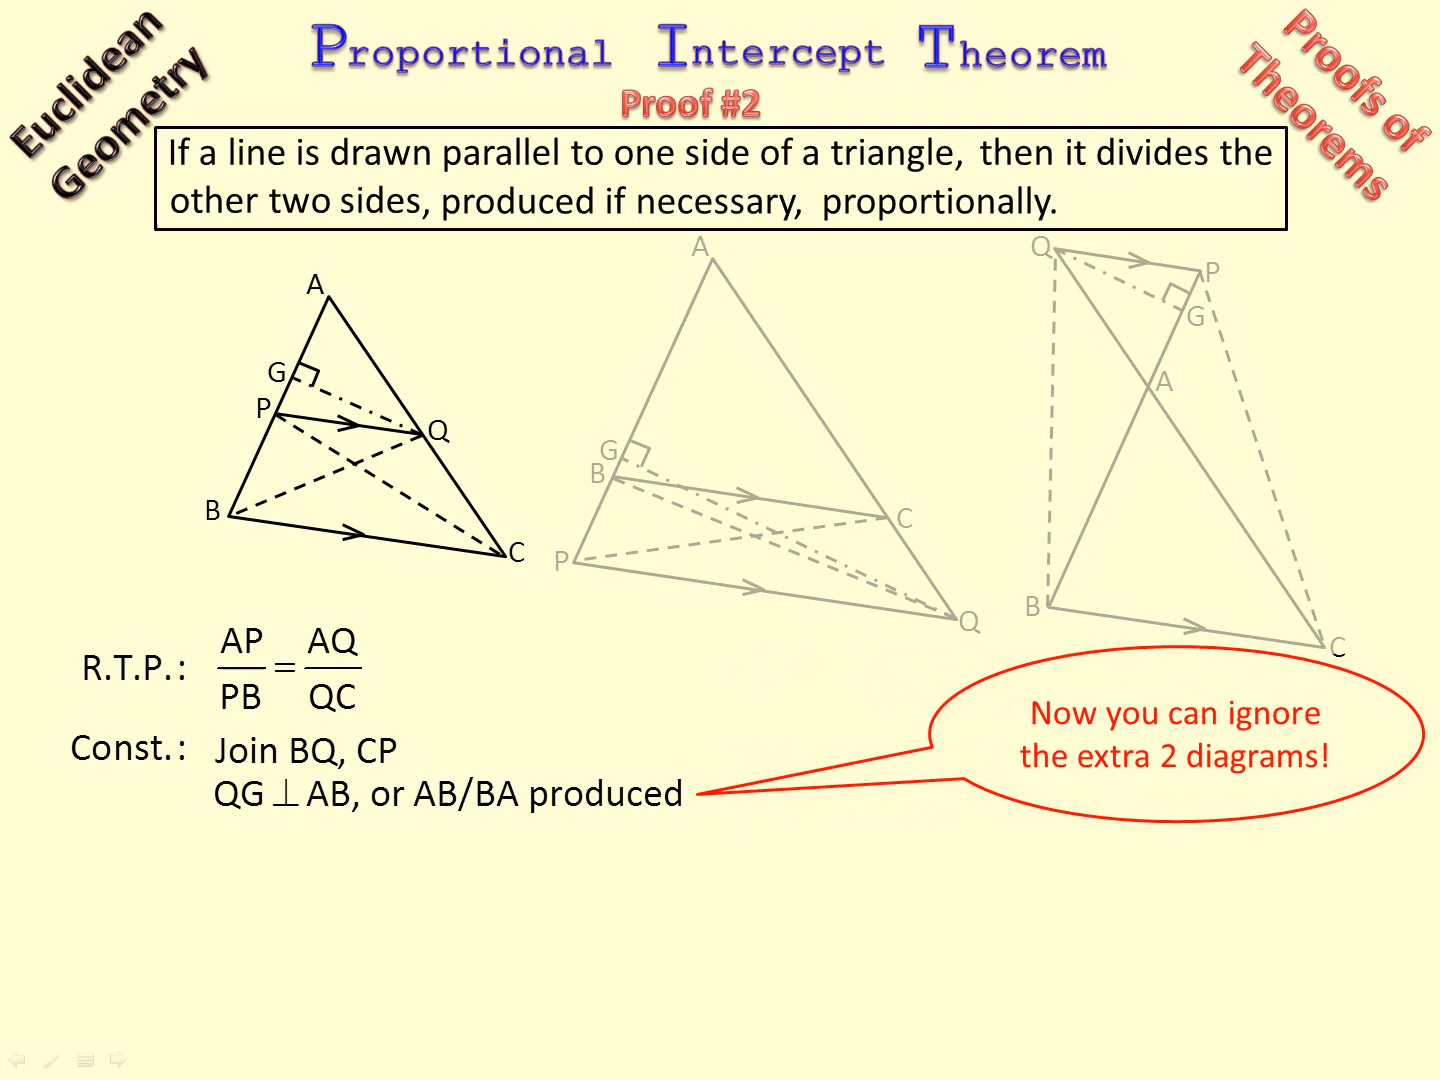 Euclidean
Geometry
Proportional Intercept Theorem
Proof #2
Proofs of
Theorems
If a line is drawn parallel to one side of a triangle, then it divides the
other two sides, produced if necessary, proportionally.
A
G
P
Q
B
C
A
G
B
C
P
Q
Q
P
G
A
B
C
R.T.P. : AP/PB = AQ/QC
Const. : Join BQ, CP
QG ⊥ AB, or AB/BA produced
Now you can ignore
the extra 2 diagrams!